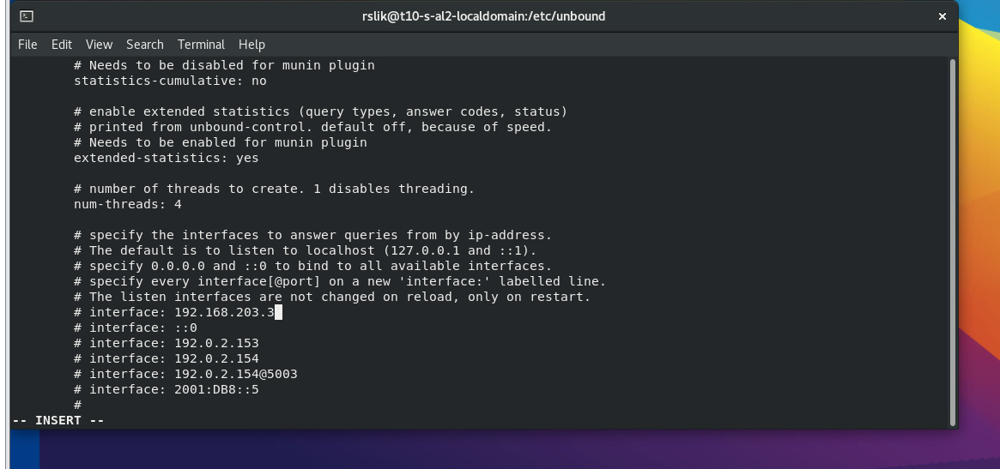 rslik@t10-s-al2-localdomain:/etc/unbound
File Edit View Search Terminal Help
# Needs to be disabled for munin plugin
statistics-cumulative: no
# enable extended statistics (query types, answer codes, status)
# printed from unbound-control. default off, because of speed.
# Needs to be enabled for munin plugin
extended-statistics: yes
# number of threads to create. 1 disables threading.
num-threads: 4
# specify the interfaces to answer queries from by ip-address.
# The default is to listen to localhost (127.0.0.1 and ::1).
# specify 0.0.0.0 and ::0 to bind to all available interfaces.
# specify every interface[@port] on a new 'interface:' labelled line.
# The listen interfaces are not changed on reload, only on restart.
# interface: 192.168.203.3
# interface: ::0
# interface: 192.0.2.153
# interface: 192.0.2.154
# interface: 192.0.2.154@5003
# interface: 2001:DB8::5
#
-- INSERT --